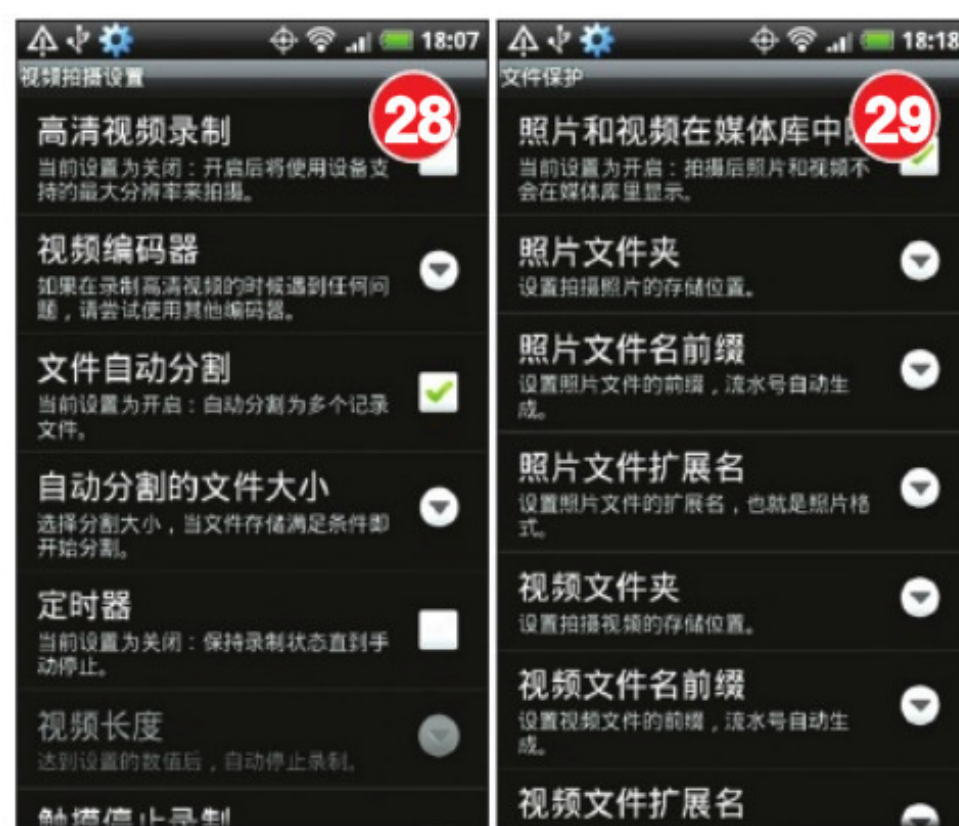 18:07
视频拍摄设置
28
高清视频录制
当前设置为关闭：开启后将使用设备支
持的最大分辨率来拍摄。
视频编码器
如果在录制高清视频的时候遇到任何问
题，请尝试使用其他编码器。
文件自动分割
当前设置为开启：自动分割为多个记录
文件。
自动分割的文件大小
选择分割大小，当文件存储满足条件即
开始分割。
定时器
当前设置为关闭：保持录制状态直到手
动停止。
视频长度
达到设置的数值后，自动停止录制。
触摸停止录制
18:18
文件保护
29
照片和视频在媒体库中
当前设置为开启：拍摄后照片和视频不
会在媒体库里显示。
照片文件夹
设置拍摄照片的存储位置。
照片文件名前缀
设置照片文件的前缀，流水号自动生
成。
照片文件扩展名
设置照片文件的扩展名，也就是照片格
式。
视频文件夹
设置拍摄视频的存储位置。
视频文件名前缀
设置视频文件的前缀，流水号自动生
成。
视频文件扩展名